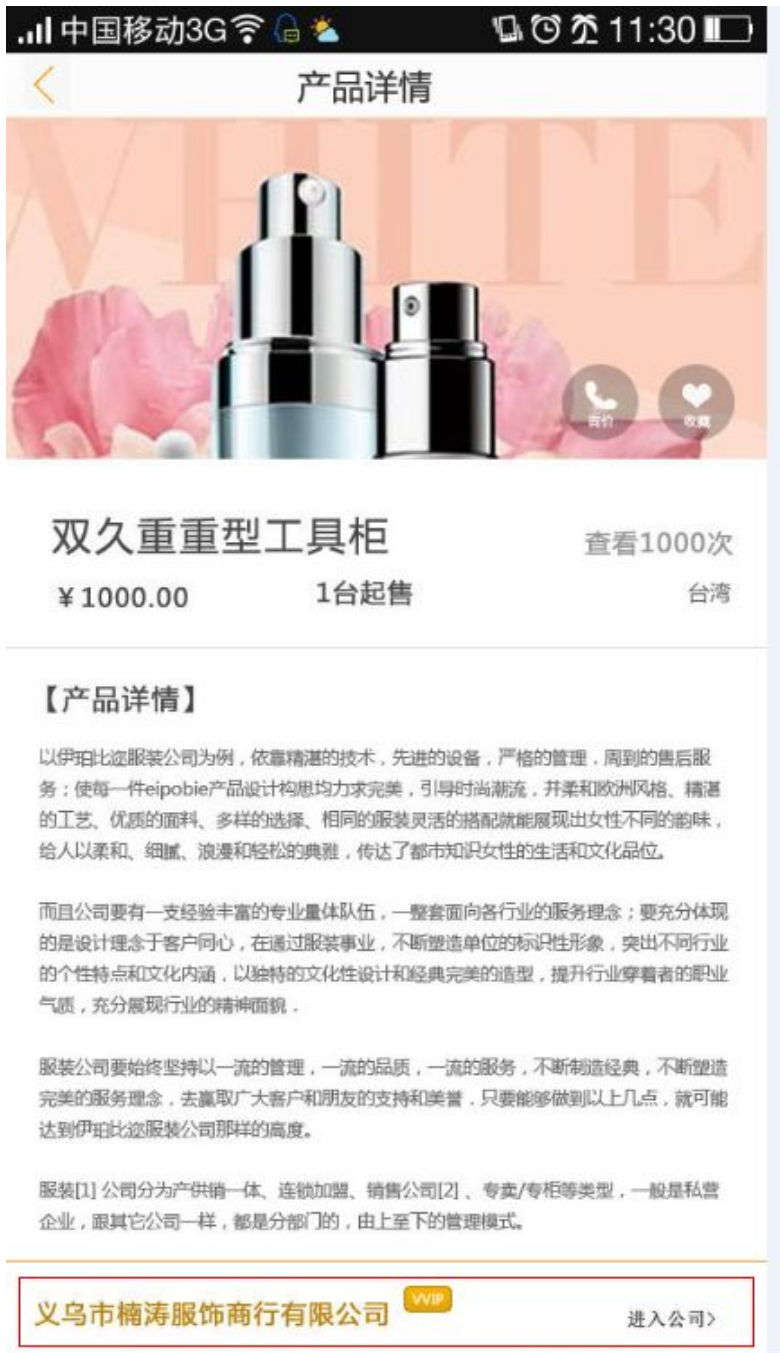 中国移动3G 11:30
产品详情
WHITE
询价 收藏
双久重重型工具柜 查看1000次
¥1000.00 1台起售 台湾
【产品详情】
以伊珀比迩服装公司为例，依靠精湛的技术，先进的设备，严格的管理．周到的售后服
务；使每一件eipobie产品设计构思均力求完美，引导时尚潮流，并柔和欧洲风格、精湛
的工艺、优质的面料、多样的选择、相同的服装灵活的搭配就能展现出女性不同的韵味，
给人以柔和、细腻、浪漫和轻松的典雅，传达了都市知识女性的生活和文化品位。
而且公司要有一支经验丰富的专业量体队伍，一整套面向各行业的服务理念；要充分体现
的是设计理念于客户同心，在通过服装事业，不断塑造单位的标识性形象，突出不同行业
的个性特点和文化内涵，以独特的文化性设计和经典完美的造型，提升行业穿着者的职业
气质，充分展现行业的精神面貌．
服装公司要始终坚持以一流的管理，一流的品质，一流的服务，不断制造经典，不断塑造
完美的服务理念，去赢取广大客户和朋友的支持和美誉．只要能够做到以上几点，就可能
达到伊珀比迩服装公司那样的高度。
服装[1] 公司分为产供销一体、连锁加盟、销售公司[2] 、专卖/专柜等类型．一般是私营
企业，跟其它公司一样，都是分部门的，由上至下的管理模式。
义乌市楠涛服饰商行有限公司 VVIP 进入公司>